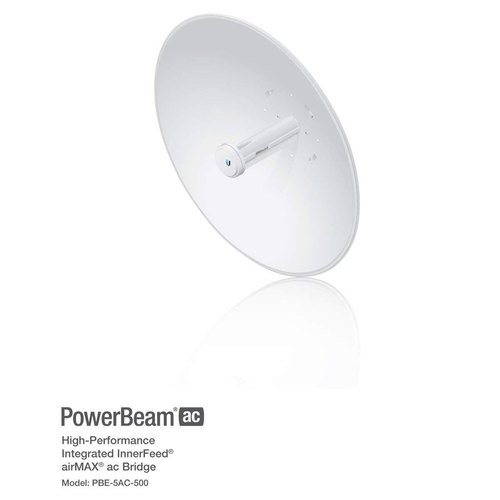 PowerBeam® ac
High-Performance
Integrated InnerFeed®
airMAX® ac Bridge
Model: PBE-5AC-500